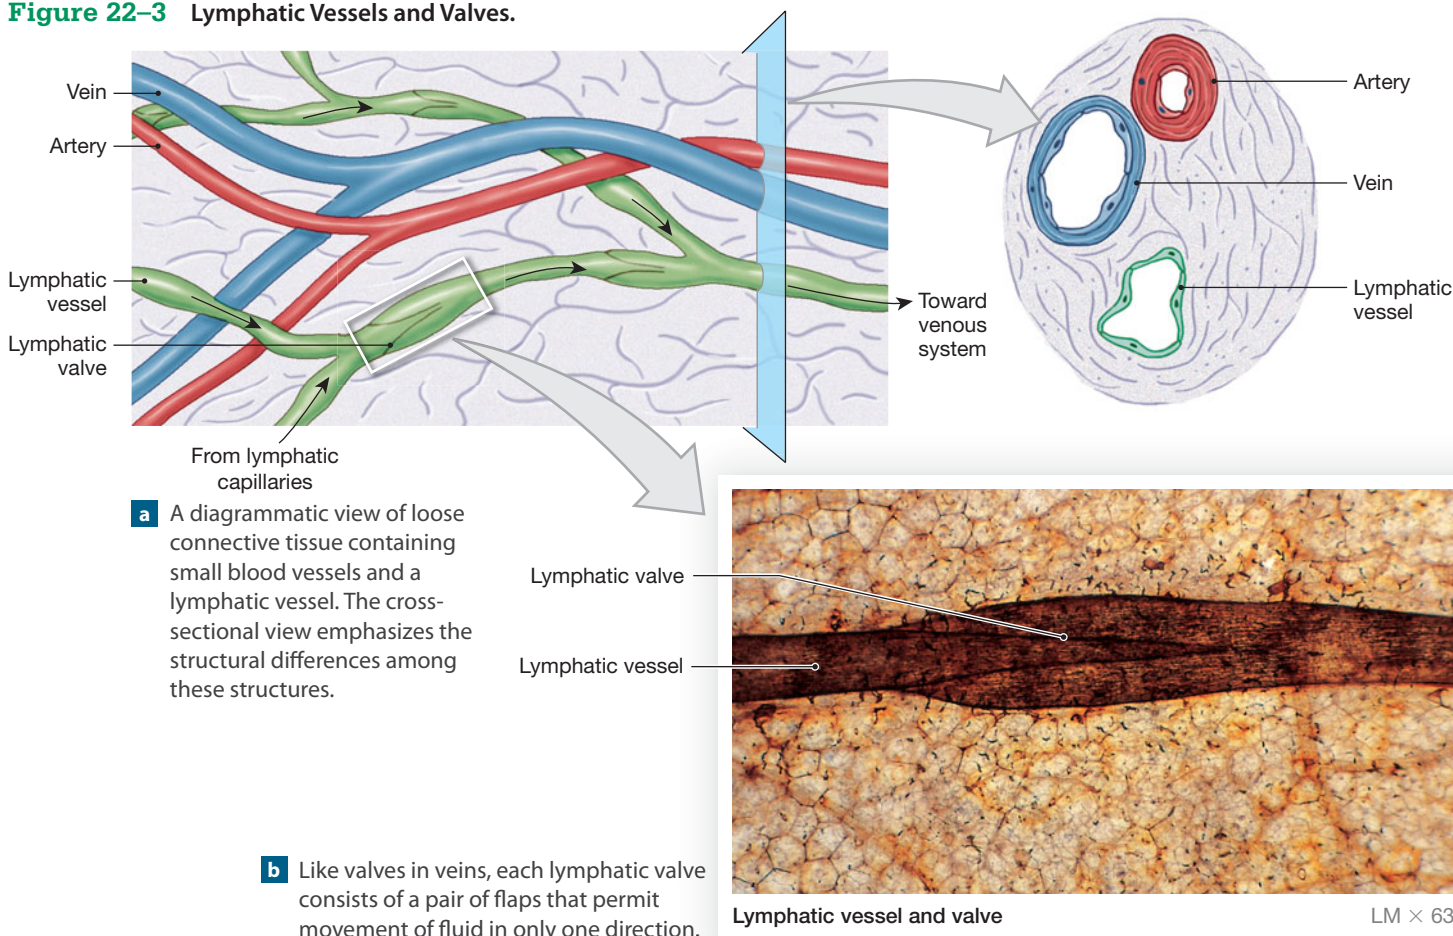 Figure 22–3 Lymphatic Vessels and Valves.
Vein
Artery
Lymphatic
vessel
Lymphatic
valve
From lymphatic
capillaries
Toward
venous
system
Artery
Vein
Lymphatic
vessel
a A diagrammatic view of loose
connective tissue containing
small blood vessels and a
lymphatic vessel. The cross-
sectional view emphasizes the
structural differences among
these structures.
Lymphatic valve
Lymphatic vessel
b Like valves in veins, each lymphatic valve
consists of a pair of flaps that permit
movement of fluid in only one direction.
Lymphatic vessel and valve
LM × 63